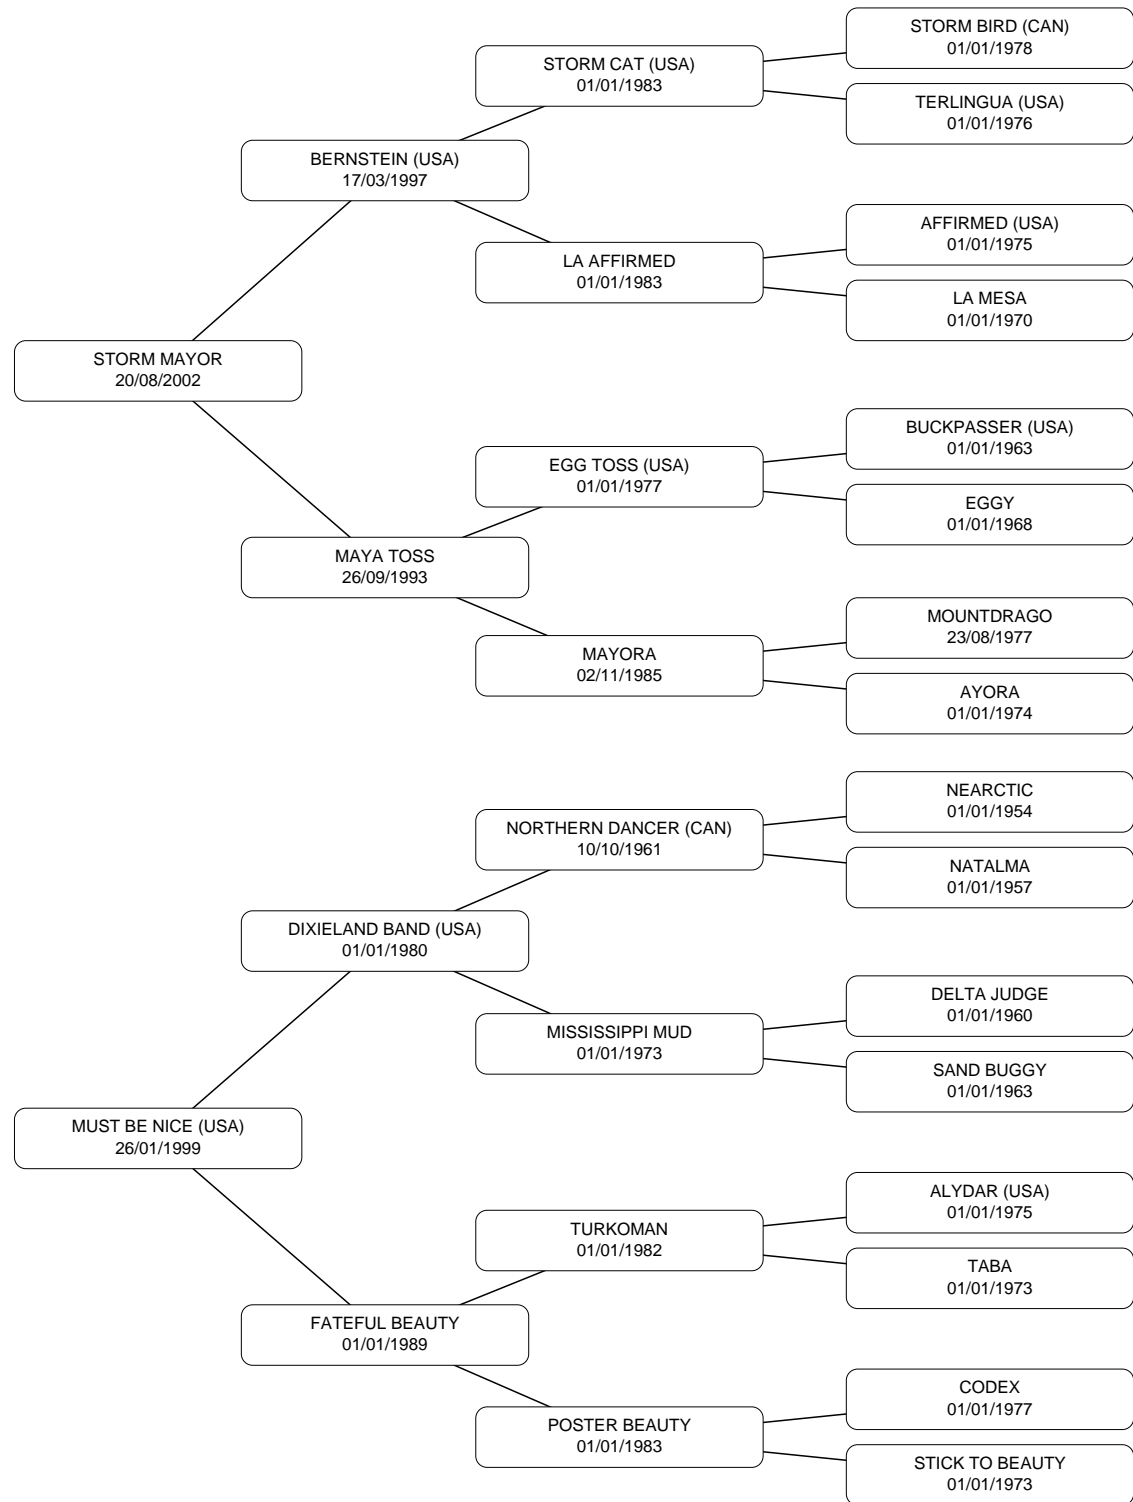 STORM BIRD (CAN)
01/01/1978
STORM CAT (USA)
01/01/1983
TERLINGUA (USA)
01/01/1976
BERNSTEIN (USA)
17/03/1997
AFFIRMED (USA)
01/01/1975
LA AFFIRMED
01/01/1983
LA MESA
01/01/1970
STORM MAYOR
20/08/2002
BUCKPASSER (USA)
01/01/1963
EGG TOSS (USA)
01/01/1977
EGGY
01/01/1968
MAYA TOSS
26/09/1993
MOUNTDRAGO
23/08/1977
MAYORA
02/11/1985
AYORA
01/01/1974
NEARCTIC
01/01/1954
NORTHERN DANCER (CAN)
10/10/1961
NATALMA
01/01/1957
DIXIELAND BAND (USA)
01/01/1980
DELTA JUDGE
01/01/1960
MISSISSIPPI MUD
01/01/1973
SAND BUGGY
01/01/1963
MUST BE NICE (USA)
26/01/1999
ALYDAR (USA)
01/01/1975
TURKOMAN
01/01/1982
TABA
01/01/1973
FATEFUL BEAUTY
01/01/1989
CODEX
01/01/1977
POSTER BEAUTY
01/01/1983
STICK TO BEAUTY
01/01/1973